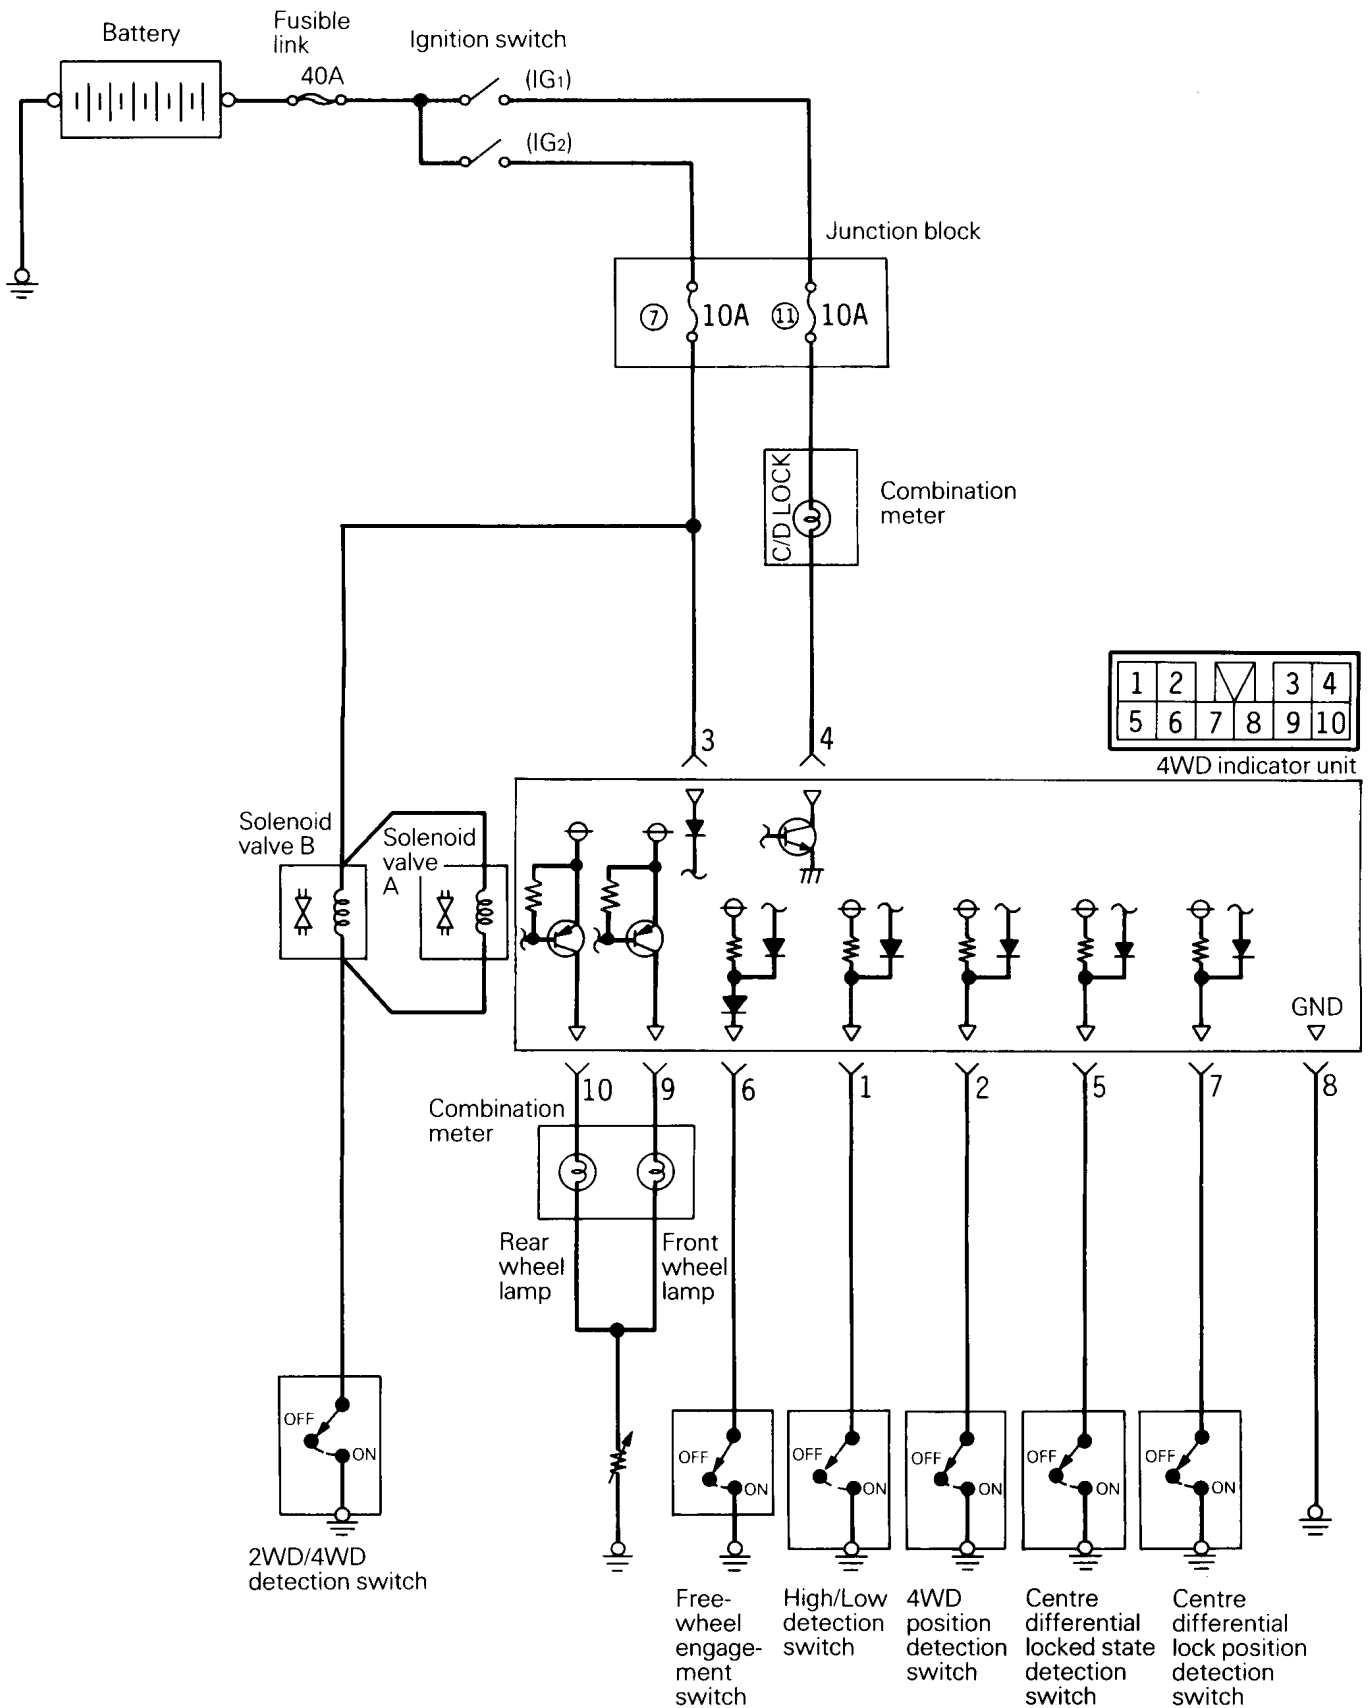 Battery
Fusible
link
40A
Ignition switch
(IG1)
(IG2)
Junction block
7
10A
11
10A
C/D LOCK
Combination
meter
1 2 3 4
5 6 7 8 9 10
4WD indicator unit
3
4
Solenoid
valve B
Solenoid
valve
A
GND
10
9
6
1
2
5
7
8
Combination
meter
Rear
wheel
lamp
Front
wheel
lamp
OFF
ON
2WD/4WD
detection switch
OFF
ON
Free-
wheel
engage-
ment
switch
OFF
ON
High/Low
detection
switch
OFF
ON
4WD
position
detection
switch
OFF
ON
Centre
differential
locked state
detection
switch
OFF
ON
Centre
differential
lock position
detection
switch